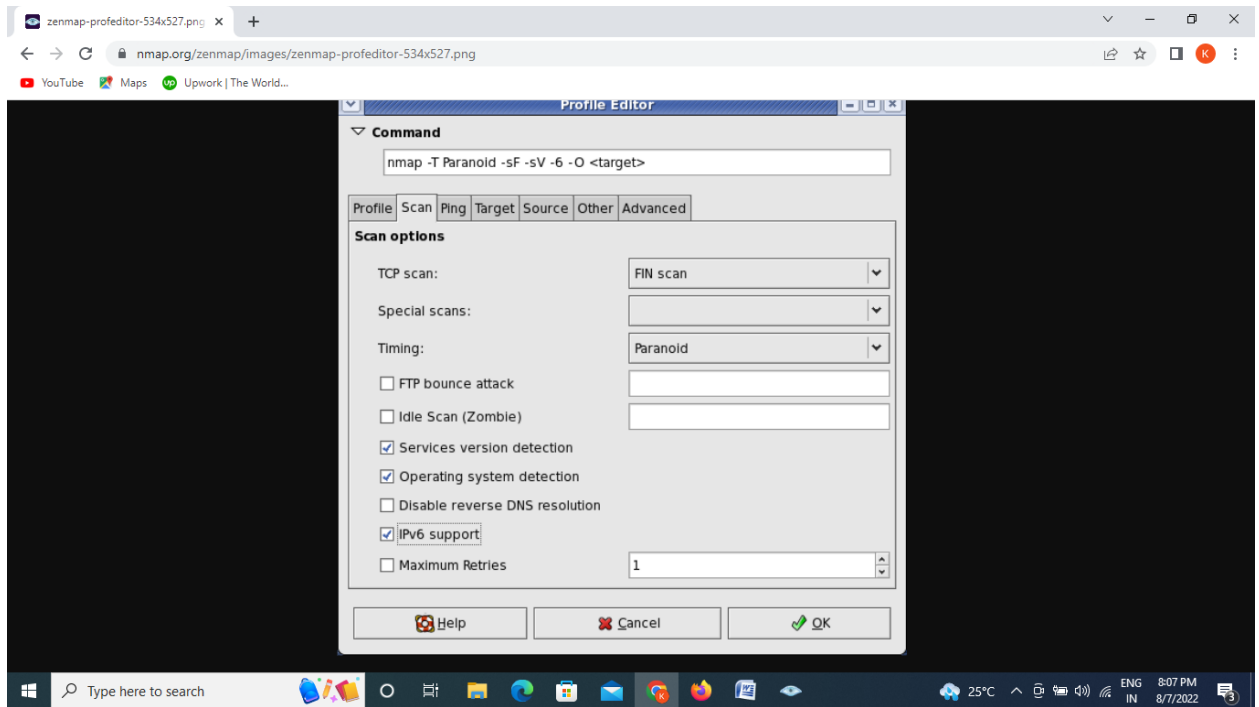 zenmap-profeditor-534x527.png
nmap.org/zenmap/images/zenmap-profeditor-534x527.png
K
YouTube
Maps
up Upwork | The World...
Profile Editor
Command
nmap -T Paranoid -sF -sV -6 -O <target>
Profile Scan Ping Target Source Other Advanced
Scan options
TCP scan: FIN scan
Special scans:
Timing: Paranoid
FTP bounce attack
Idle Scan (Zombie)
Services version detection
Operating system detection
Disable reverse DNS resolution
IPv6 support
Maximum Retries 1
Help Cancel OK
Type here to search
K
W
25°C
ENG
IN
8:07 PM
8/7/2022
3